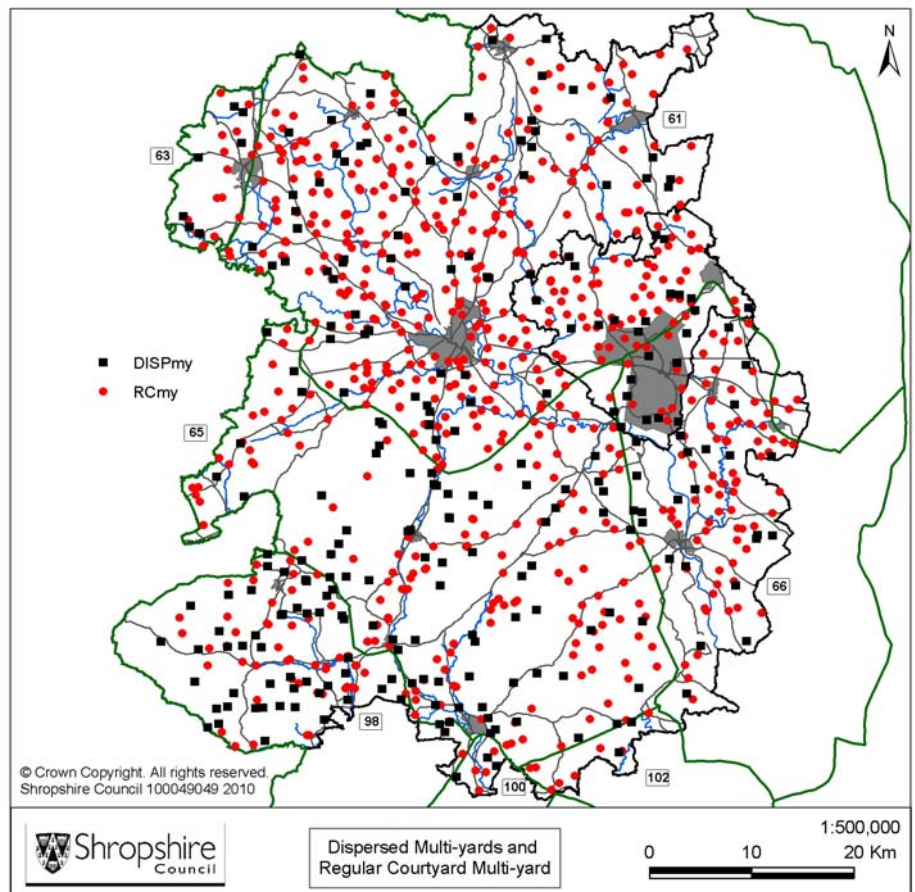 N
61
63
DISPmy
RCmy
65
66
98
100
102
© Crown Copyright. All rights reserved.
Shropshire Council 100049049 2010
Shropshire
Council
Dispersed Multi-yards and
Regular Courtyard Multi-yard
1:500,000
0 10 20 Km